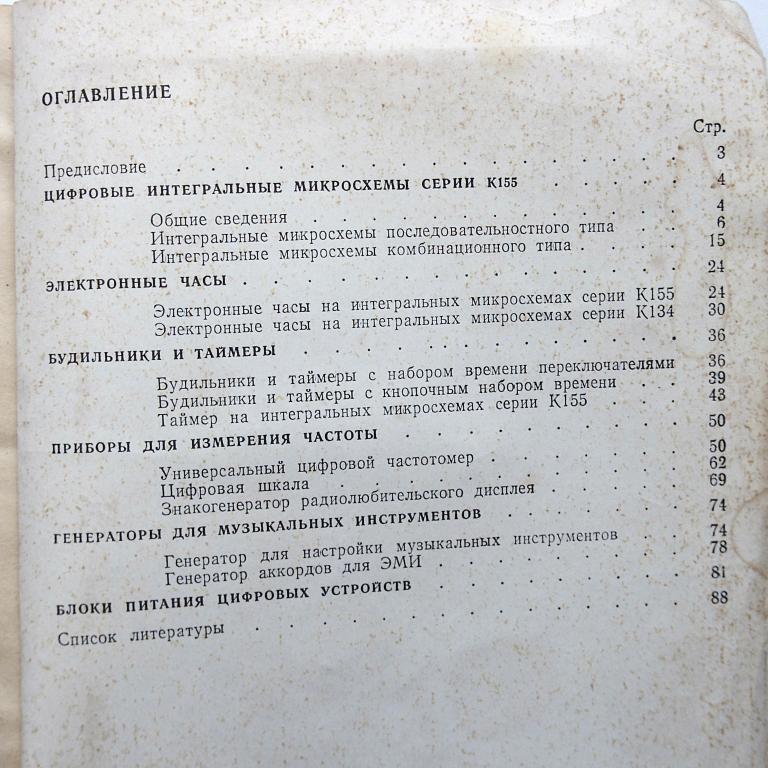 ОГЛАВЛЕНИЕ
Стр.
Предисловие . . . . . . . . . . . . . . . . 3
ЦИФРОВЫЕ ИНТЕГРАЛЬНЫЕ МИКРОСХЕМЫ СЕРИИ К155 . . . . . 4
Общие сведения . . . . . . . . . . . . 4
Интегральные микросхемы последовательностного типа . . 6
Интегральные микросхемы комбинационного типа . . . . 15
ЭЛЕКТРОННЫЕ ЧАСЫ . . . . . . . . . . . . . . 24
Электронные часы на интегральных микросхемах серии К155 24
Электронные часы на интегральных микросхемах серии К134 30
БУДИЛЬНИКИ И ТАЙМЕРЫ . . . . . . . . . . . . 36
Будильники и таймеры с набором времени переключателями 36
Будильники и таймеры с кнопочным набором времени . . 39
Таймер на интегральных микросхемах серии К155 . . . 43
ПРИБОРЫ ДЛЯ ИЗМЕРЕНИЯ ЧАСТОТЫ . . . . . . . . . 50
Универсальный цифровой частотомер . . . . . . 50
Цифровая шкала . . . . . . . . . . . 62
Знакогенератор радиолюбительского дисплея . . . . . 69
ГЕНЕРАТОРЫ ДЛЯ МУЗЫКАЛЬНЫХ ИНСТРУМЕНТОВ . . . . . . 74
Генератор для настройки музыкальных инструментов . . 74
Генератор аккордов для ЭМИ . . . . . . . . 78
БЛОКИ ПИТАНИЯ ЦИФРОВЫХ УСТРОЙСТВ . . . . . . . . 81
Список литературы . . . . . . . . . . . . . . 88